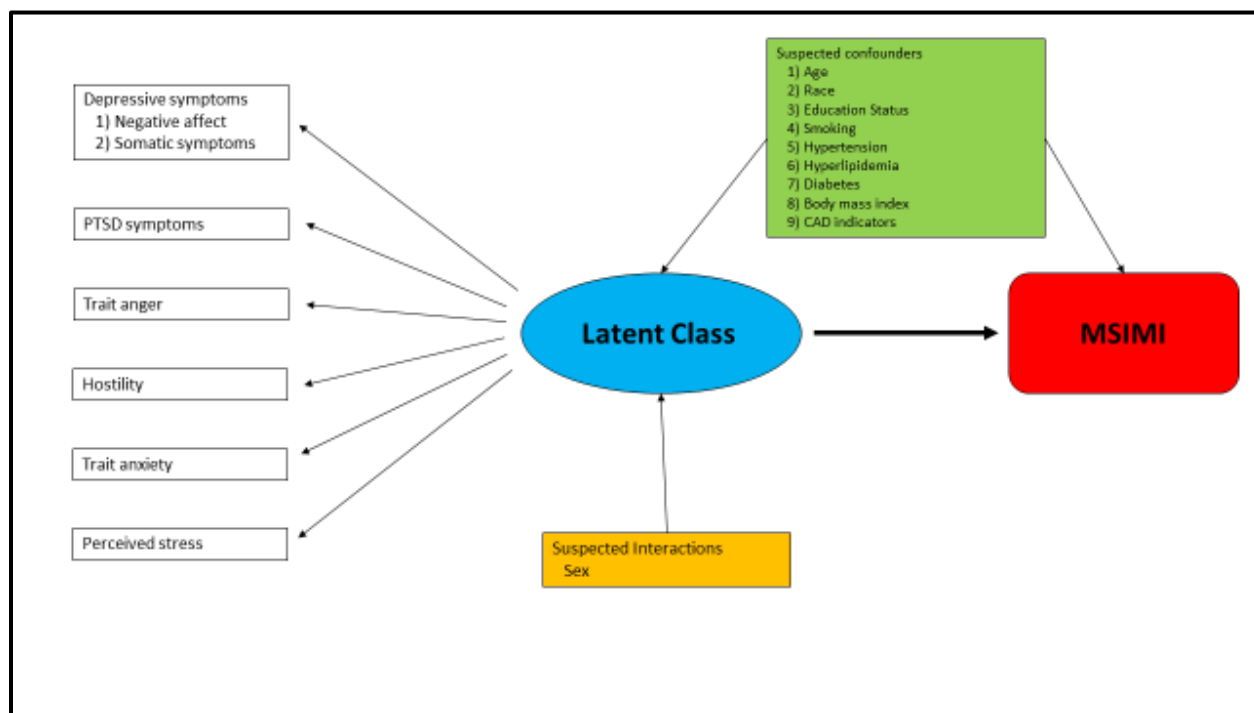 Depressive symptoms
1) Negative affect
2) Somatic symptoms
PTSD symptoms
Trait anger
Hostility
Trait anxiety
Perceived stress
Suspected confounders
1) Age
2) Race
3) Education Status
4) Smoking
5) Hypertension
6) Hyperlipidemia
7) Diabetes
8) Body mass index
9) CAD indicators
Latent Class
MSIMI
Suspected Interactions
Sex